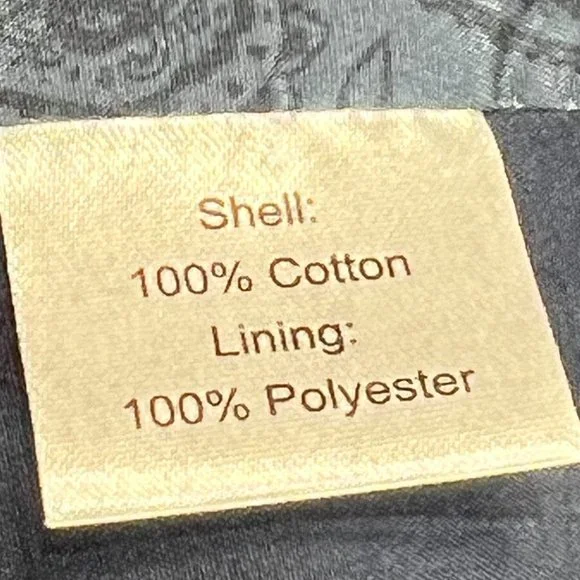 Shell:
100% Cotton
Lining:
100% Polyester